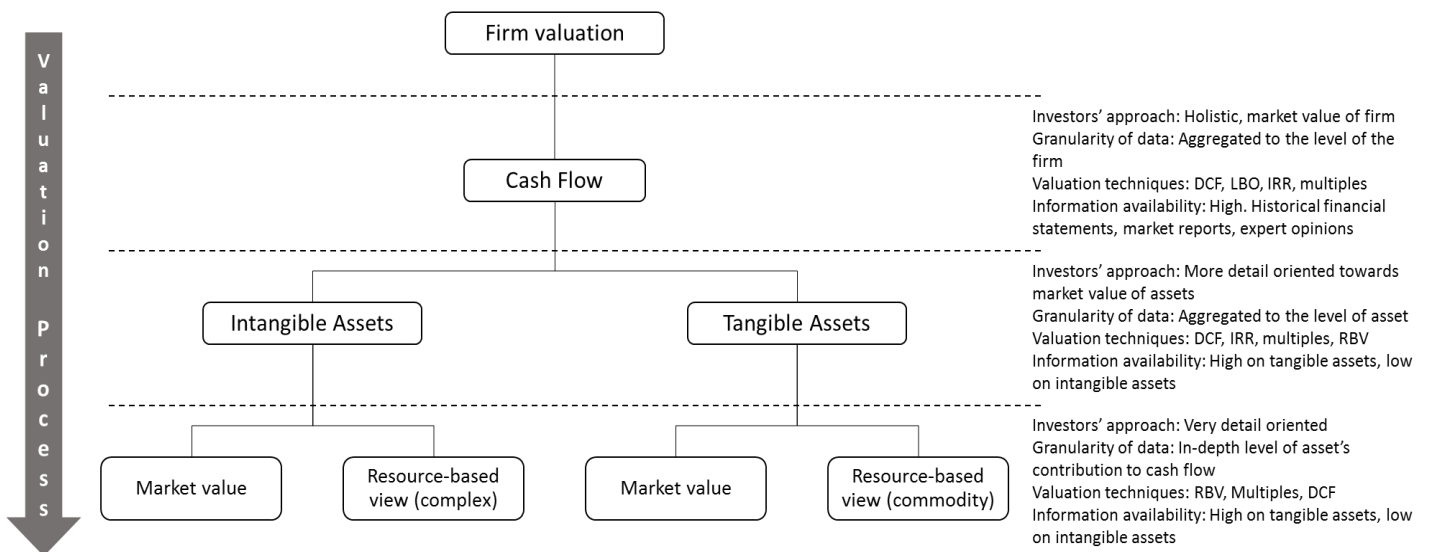 Valuation Process
Firm valuation
Investors’ approach: Holistic, market value of firm
Granularity of data: Aggregated to the level of the
firm
Valuation techniques: DCF, LBO, IRR, multiples
Information availability: High. Historical financial
statements, market reports, expert opinions
Cash Flow
Investors’ approach: More detail oriented towards
market value of assets
Granularity of data: Aggregated to the level of asset
Valuation techniques: DCF, IRR, multiples, RBV
Information availability: High on tangible assets, low
on intangible assets
Intangible Assets
Tangible Assets
Investors’ approach: Very detail oriented
Granularity of data: In-depth level of asset’s
contribution to cash flow
Valuation techniques: RBV, Multiples, DCF
Information availability: High on tangible assets, low
on intangible assets
Market value
Resource-based
view (complex)
Market value
Resource-based
view (commodity)